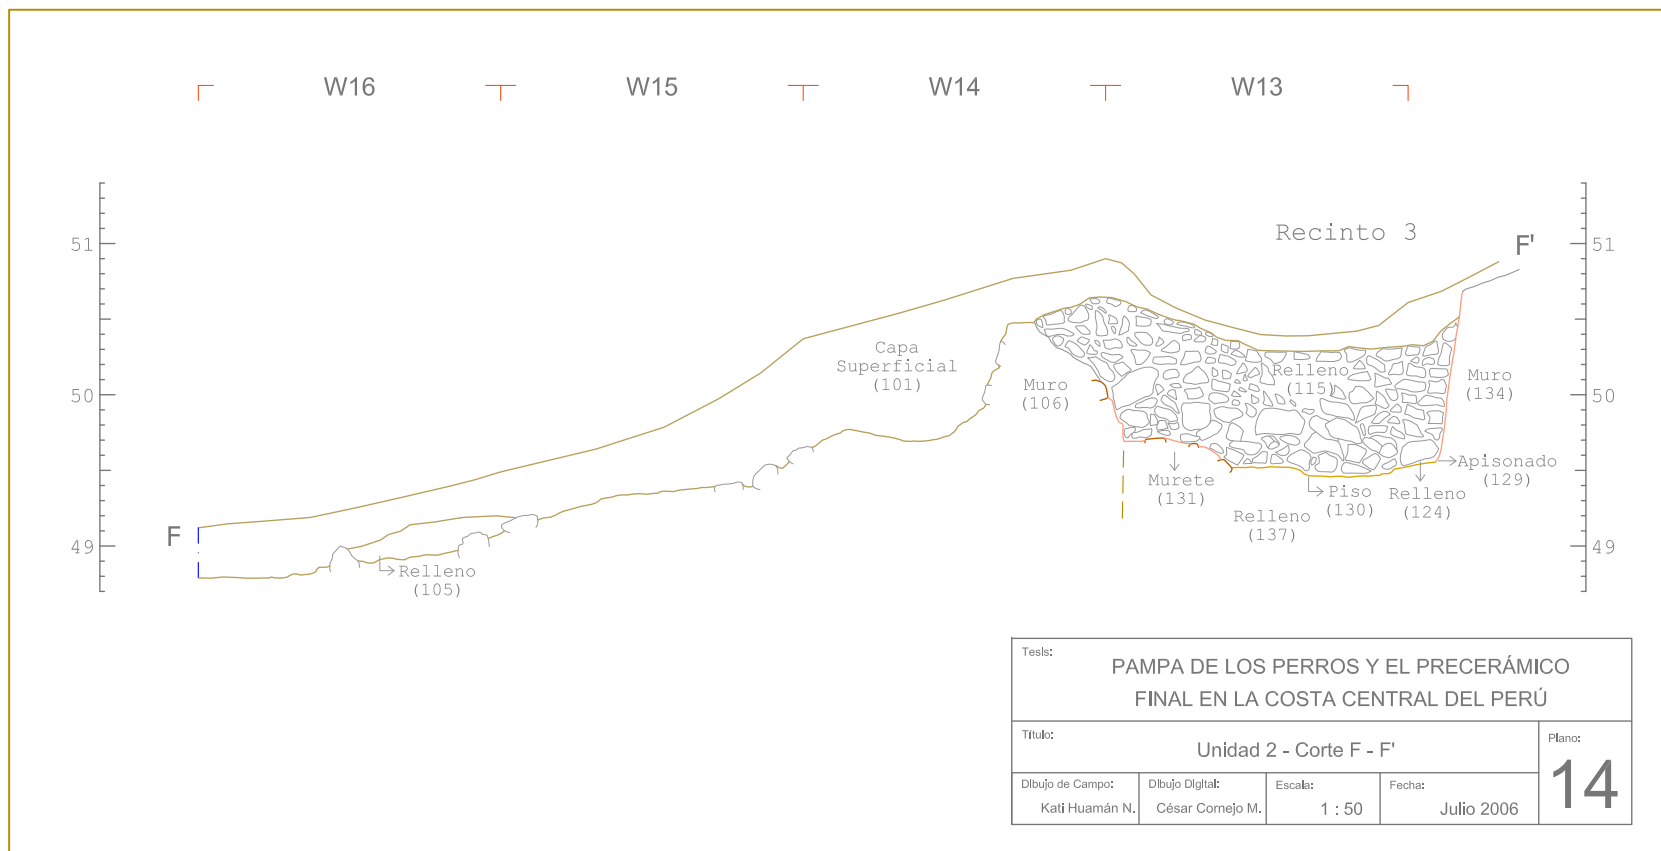 W16 W15 W14 W13
Recinto 3
51 F' 51
Capa
Superficial
(101)
Relleno
(115)
Muro
(106)
Muro
(134)
50 50
Apisonado
(129)
Murete
(131)
Piso
(130)
Relleno
(124)
Relleno
(137)
F
49 49
Relleno
(105)
Tesis:
PAMPA DE LOS PERROS Y EL PRECERÁMICO
FINAL EN LA COSTA CENTRAL DEL PERÚ
Título:
Unidad 2 - Corte F - F'
Plano:
14
Dibujo de Campo:
Kati Huamán N.
Dibujo Digital:
César Cornejo M.
Escala:
1 : 50
Fecha:
Julio 2006